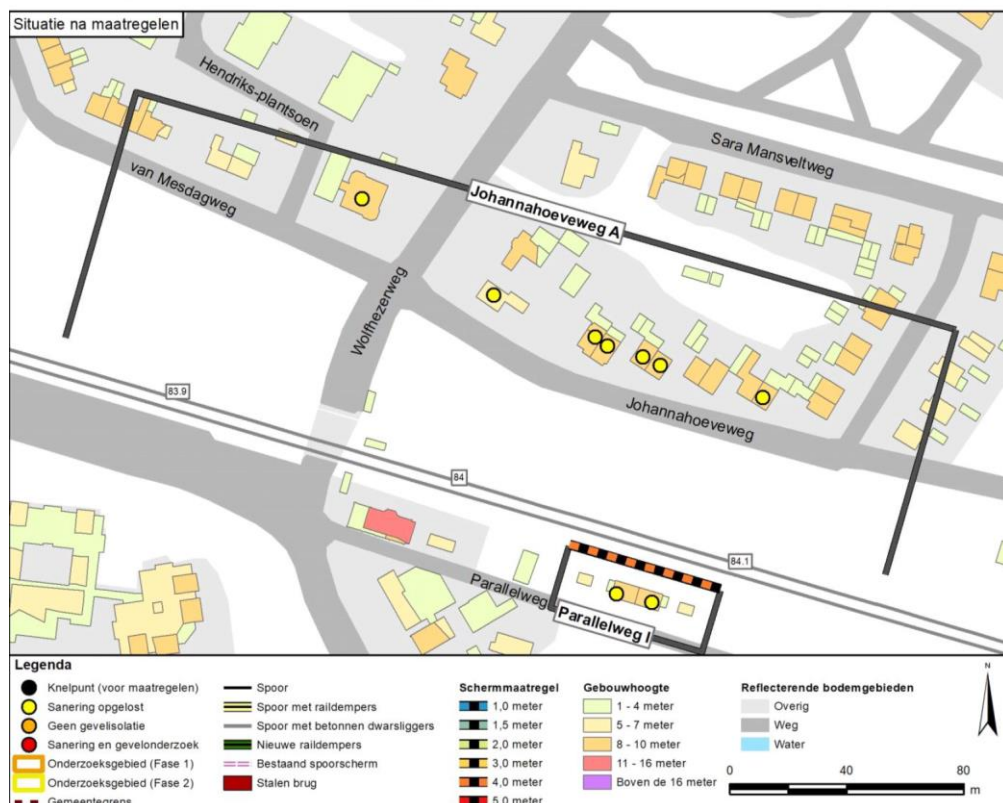 Situatie na maatregelen
Hendriks-plantsoen
van Mesdagweg
Sara Mansveltweg
Johannahoeveweg A
Wolfhezerweg
Johannahoeveweg
83.9
84
84.1
Parallelweg
Parallelweg I
Legenda
Knelpunt (voor maatregelen)
Sanering opgelost
Geen gevelisolatie
Sanering en gevelonderzoek
Onderzoeksgebied (Fase 1)
Onderzoeksgebied (Fase 2)
Gemeentegrens
Spoor
Spoor met raildempers
Spoor met betonnen dwarsliggers
Nieuwe raildempers
Bestaand spoorscherm
Stalen brug
Schermmaatregel
1,0 meter
1,5 meter
2,0 meter
3,0 meter
4,0 meter
5,0 meter
Gebouwhoogte
1 - 4 meter
5 - 7 meter
8 - 10 meter
11 - 16 meter
Boven de 16 meter
Reflecterende bodemgebieden
Overig
Weg
Water
N
0 40 80
m